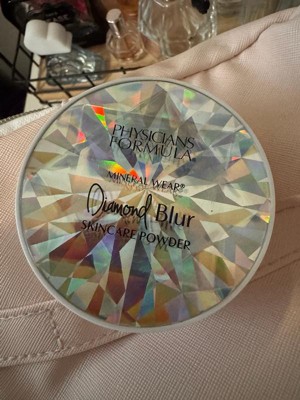 PHYSICIANS
FORMULA®
MINERAL WEAR®
Diamond Blur
SKINCARE POWDER